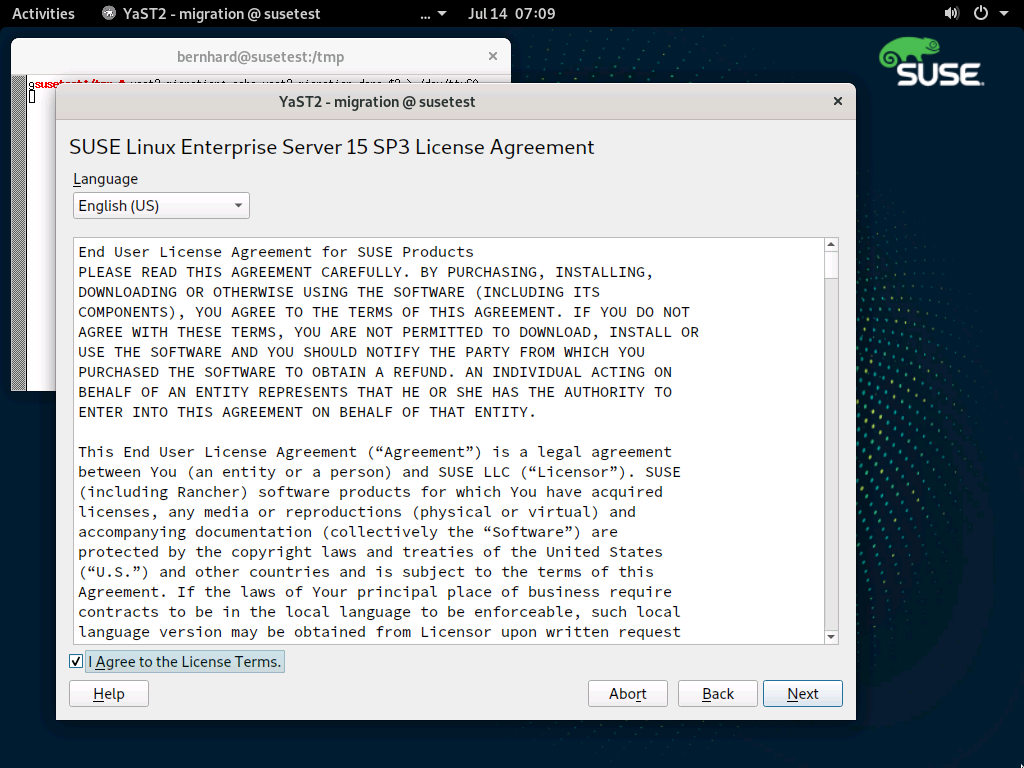 Activities YaST2 - migration @ susetest ... Jul 14 07:09
bernhard@susetest:/tmp
SUSE
YaST2 - migration @ susetest
SUSE Linux Enterprise Server 15 SP3 License Agreement
Language
English (US)
End User License Agreement for SUSE Products
PLEASE READ THIS AGREEMENT CAREFULLY. BY PURCHASING, INSTALLING,
DOWNLOADING OR OTHERWISE USING THE SOFTWARE (INCLUDING ITS
COMPONENTS), YOU AGREE TO THE TERMS OF THIS AGREEMENT. IF YOU DO NOT
AGREE WITH THESE TERMS, YOU ARE NOT PERMITTED TO DOWNLOAD, INSTALL OR
USE THE SOFTWARE AND YOU SHOULD NOTIFY THE PARTY FROM WHICH YOU
PURCHASED THE SOFTWARE TO OBTAIN A REFUND. AN INDIVIDUAL ACTING ON
BEHALF OF AN ENTITY REPRESENTS THAT HE OR SHE HAS THE AUTHORITY TO
ENTER INTO THIS AGREEMENT ON BEHALF OF THAT ENTITY.
This End User License Agreement (“Agreement”) is a legal agreement
between You (an entity or a person) and SUSE LLC (“Licensor”). SUSE
(including Rancher) software products for which You have acquired
licenses, any media or reproductions (physical or virtual) and
accompanying documentation (collectively the “Software”) are
protected by the copyright laws and treaties of the United States
(“U.S.”) and other countries and is subject to the terms of this
Agreement. If the laws of Your principal place of business require
contracts to be in the local language to be enforceable, such local
language version may be obtained from Licensor upon written request
I Agree to the License Terms.
Help Abort Back Next